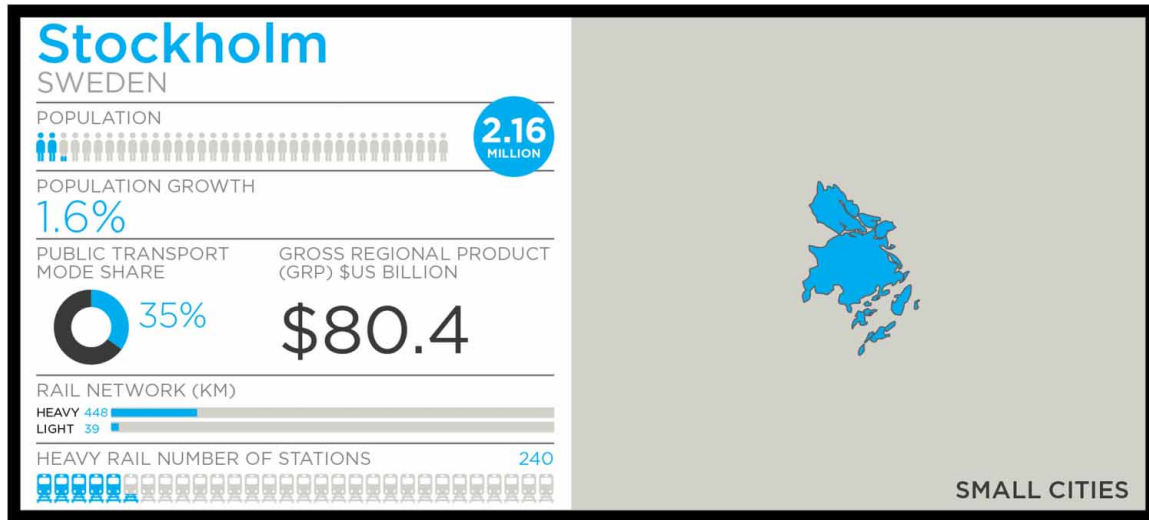 Stockholm
SWEDEN
POPULATION
2.16
MILLION
POPULATION GROWTH
1.6%
PUBLIC TRANSPORT
MODE SHARE
35%
GROSS REGIONAL PRODUCT
(GRP) $US BILLION
$80.4
RAIL NETWORK (KM)
HEAVY 448
LIGHT 39
HEAVY RAIL NUMBER OF STATIONS 240
SMALL CITIES